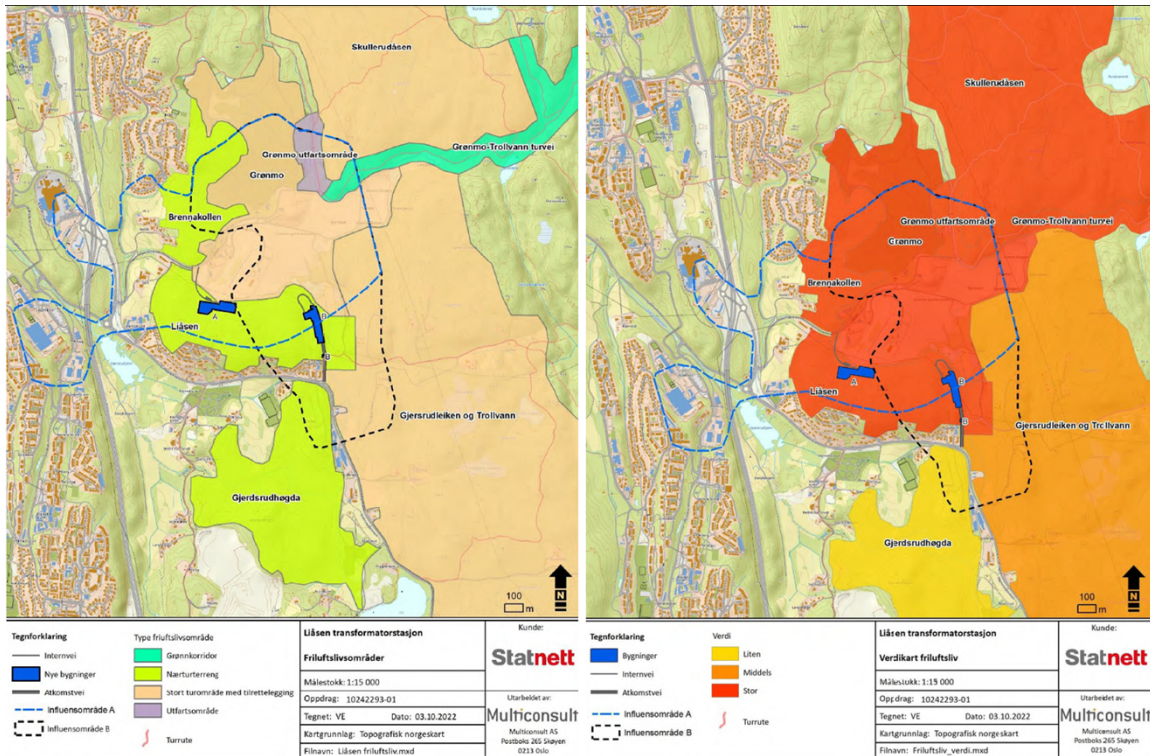 Skullerudåsen
Grønmo-Trollvann turvei
Grønmo utfartsområde
Grønmo
Brennakollen
A
B
Liåsen
B
Gjersrudleiken og Trollvann
Gjerdsrudhøgda
N
100
m
Tegnforklaring
Internvei
Nye bygninger
Atkomstvei
Influensområde A
Influensområde B
Type friluftslivsområde
Grønnkorridor
Nærturterreng
Stort turområde med tilrettelegging
Utfartsområde
Turrute
Liåsen transformatorstasjon
Friluftslivsområder
Målestokk: 1:15 000
Oppdrag: 10242293-01
Tegnet: VE Dato: 03.10.2022
Kartgrunnlag: Topografisk norgeskart
Filnavn: Liåsen friluftsliv.mxd
Kunde:
Statnett
Utarbeidet av:
Multiconsult
Multiconsult AS
Postboks 265 Skøyen
0213 Oslo
Skullerudåsen
Grønmo utfartsområde
Grønmo-Trollvann turvei
Grønmo
Brennakollen
A
B
Liåsen
B
Gjersrudleiken og Trollvann
Gjerdsrudhøgda
N
100
m
Tegnforklaring
Bygninger
Internvei
Atkomstvei
Influensområde A
Influensområde B
Verdi
Liten
Middels
Stor
Turrute
Liåsen transformatorstasjon
Verdikart friluftsliv
Målestokk: 1:15 000
Oppdrag: 10242293-01
Tegnet: VE Dato: 03.10.2022
Kartgrunnlag: Topografisk norgeskart
Filnavn: Friluftsliv_verdi.mxd
Kunde:
Statnett
Utarbeidet av:
Multiconsult
Multiconsult AS
Postboks 265 Skøyen
0213 Oslo